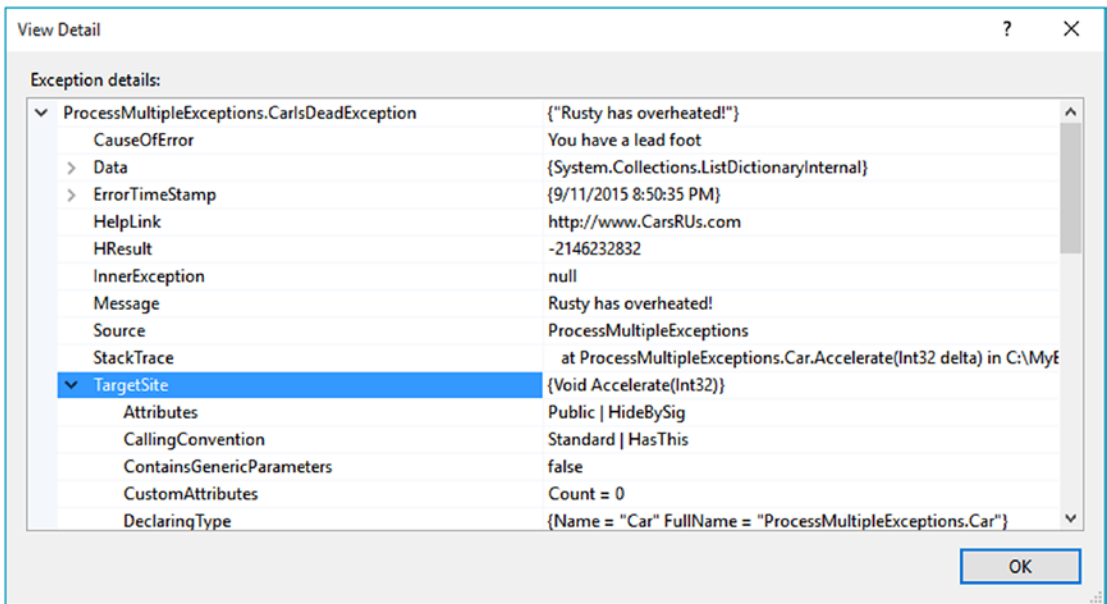 View Detail ?
Exception details:
ProcessMultipleExceptions.CarIsDeadException {"Rusty has overheated!"}
CauseOfError You have a lead foot
Data {System.Collections.ListDictionaryInternal}
ErrorTimeStamp {9/11/2015 8:50:35 PM}
HelpLink http://www.CarsRUs.com
HResult -2146232832
InnerException null
Message Rusty has overheated!
Source ProcessMultipleExceptions
StackTrace at ProcessMultipleExceptions.Car.Accelerate(Int32 delta) in C:\MyB
TargetSite {Void Accelerate(Int32)}
Attributes Public | HideBySig
CallingConvention Standard | HasThis
ContainsGenericParameters false
CustomAttributes Count = 0
DeclaringType {Name = "Car" FullName = "ProcessMultipleExceptions.Car"}
OK